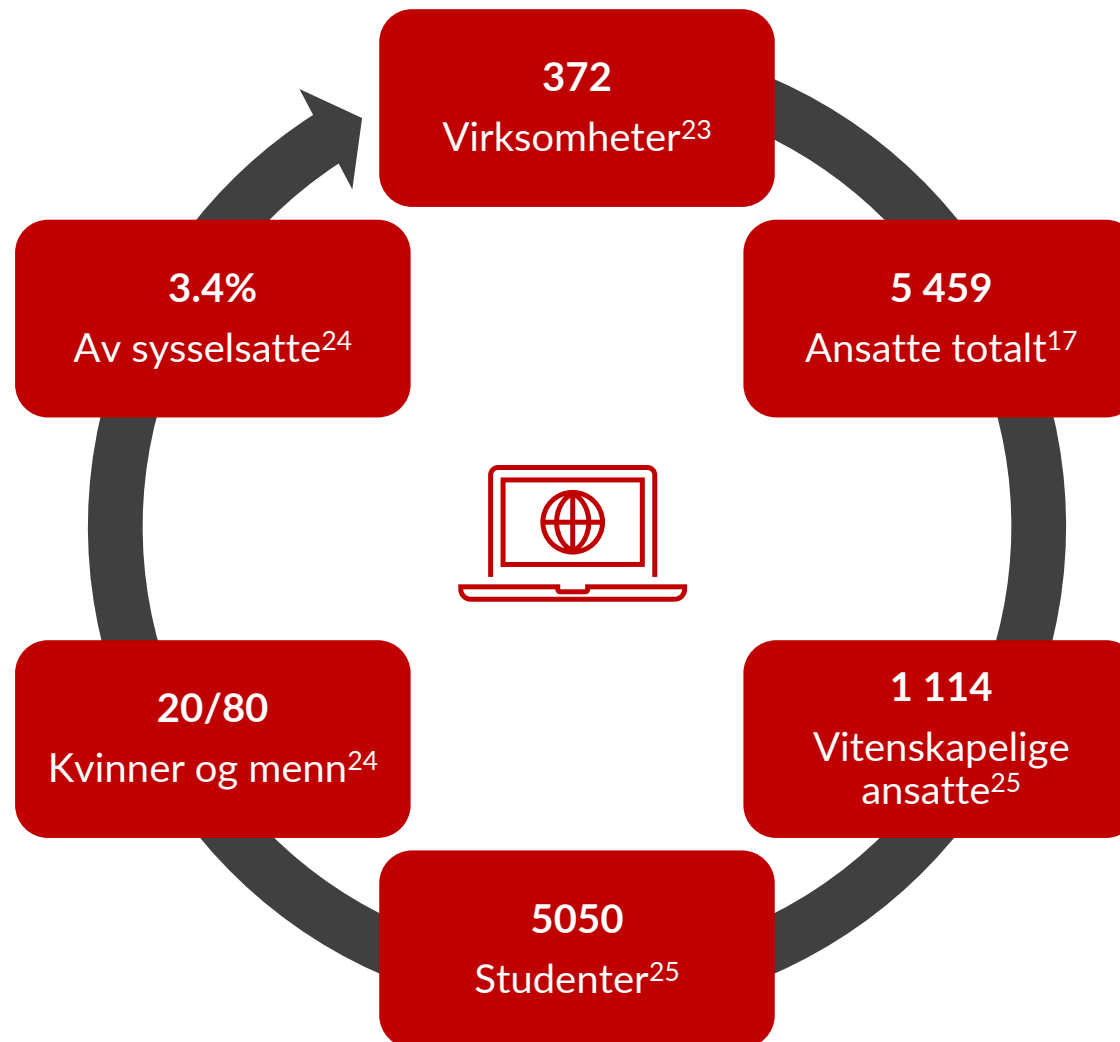 372
Virksomheter²³
5 459
Ansatte totalt¹⁷
1 114
Vitenskapelige
ansatte²⁵
5050
Studenter²⁵
20/80
Kvinner og menn²⁴
3.4%
Av sysselsatte²⁴